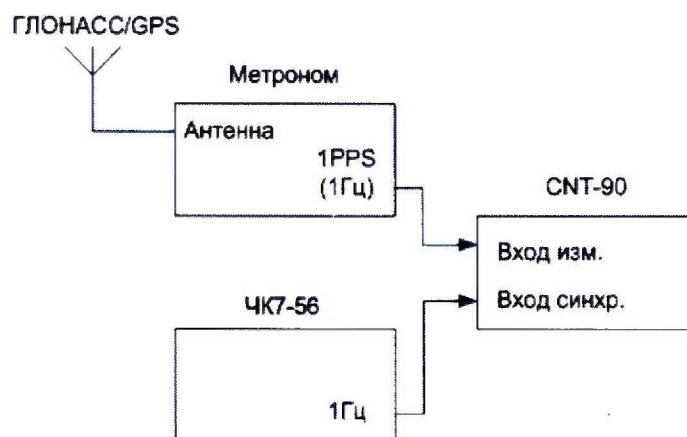 ГЛОНАСС/GPS
Метроном
Антенна
1PPS
(1Гц)
CNT-90
Вход изм.
Вход синхр.
ЧК7-56
1Гц